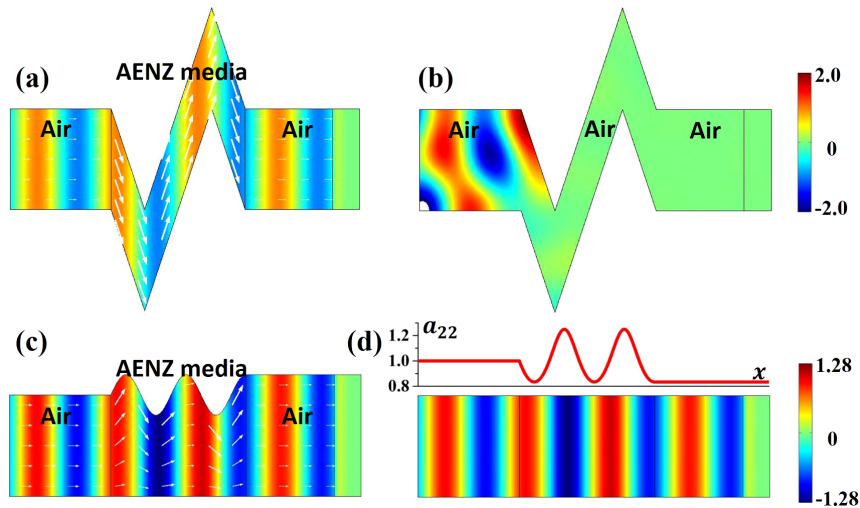 (a)
AENZ media
Air
Air
(b)
Air
Air
Air
2.0
0
-2.0
(c)
AENZ media
Air
Air
(d)
a22
1.2
1.0
0.8
x
1.28
0
-1.28